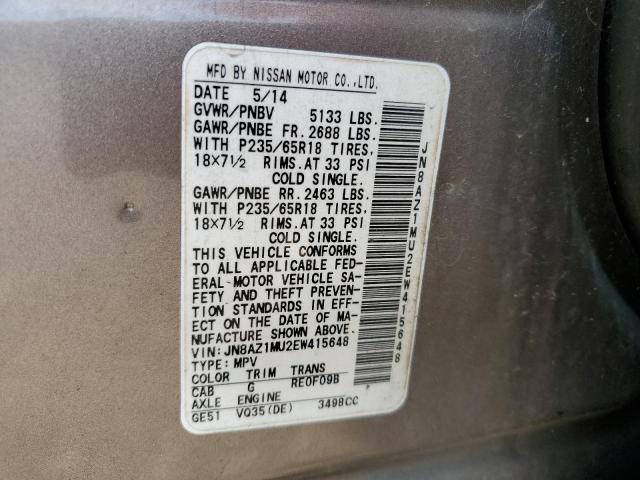 MFD BY NISSAN MOTOR CO.,LTD.
DATE 5/14
GVWR/PNBV 5133 LBS.
GAWR/PNBE FR. 2688 LBS.
WITH P235/65R18 TIRES,
18×7½ RIMS.AT 33 PSI
COLD SINGLE.
GAWR/PNBE RR. 2463 LBS.
WITH P235/65R18 TIRES,
18×7½ RIMS.AT 33 PSI
COLD SINGLE.
THIS VEHICLE CONFORMS
TO ALL APPLICABLE FED-
ERAL-MOTOR VEHICLE SA-
FETY AND THEFT PREVEN-
TION STANDARDS IN EFF-
ECT ON THE DATE OF MA-
NUFACTURE SHOWN ABOVE.
VIN: JN8AZ1MU2EW415648
TYPE: MPV
COLOR TRIM TRANS
CAB G RE0F09B
AXLE ENGINE
GE51 VQ35(DE) 3498CC
P
JN8AZ1MU2EW415648